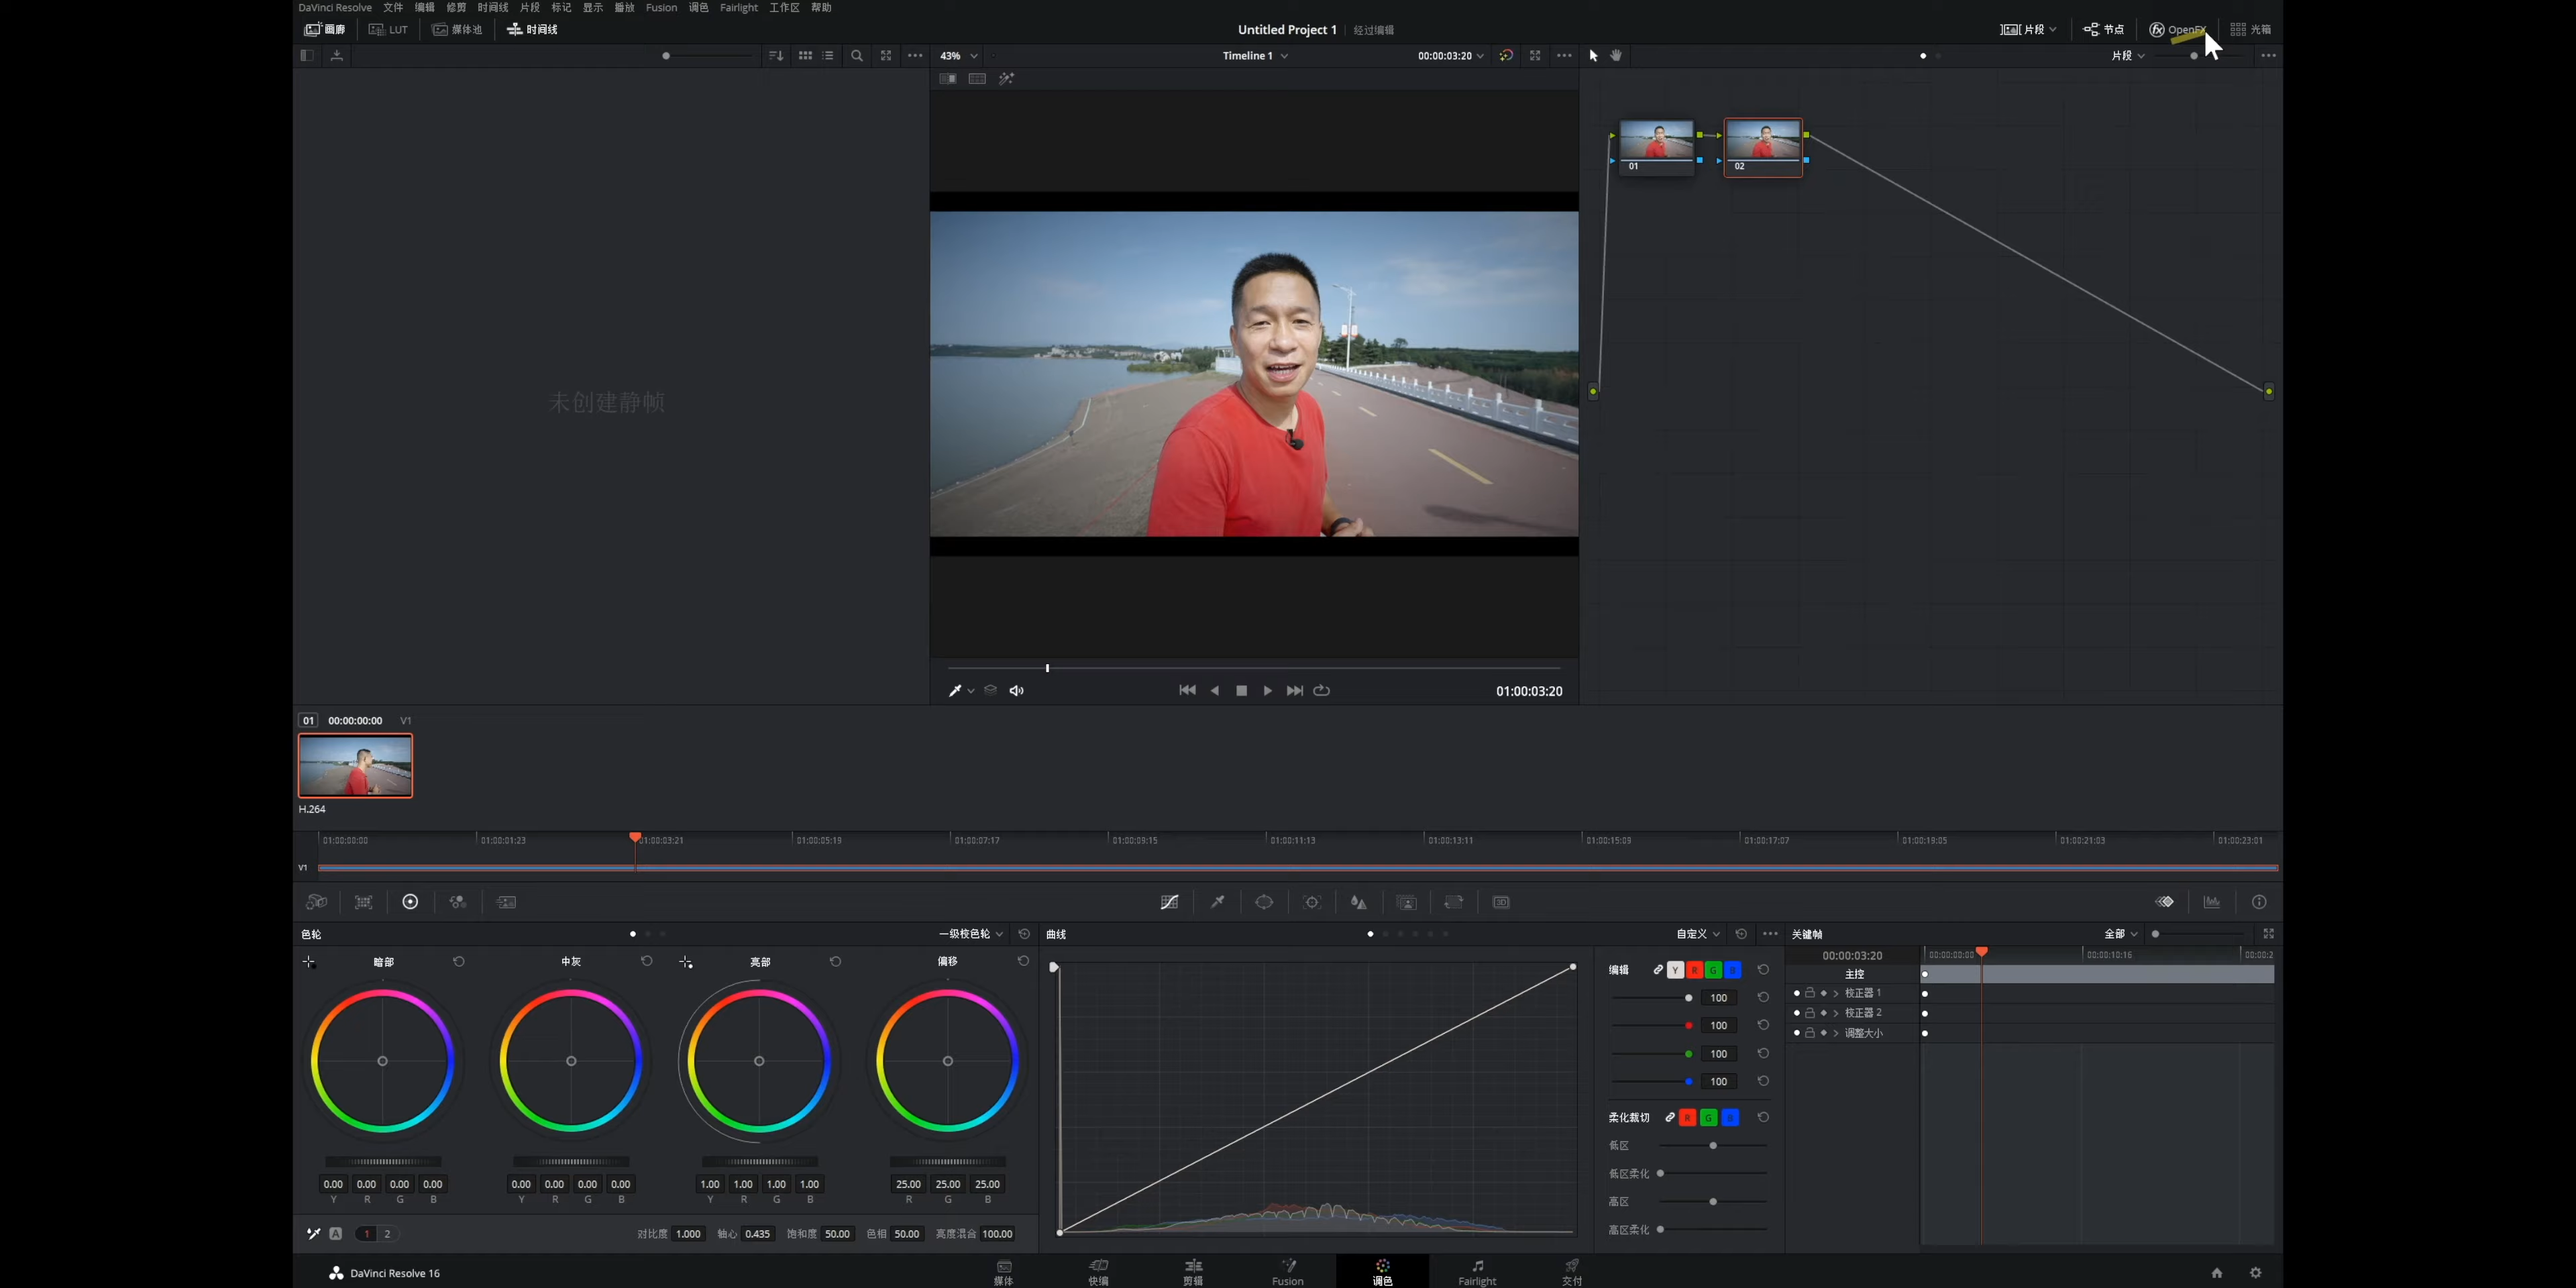 DaVinci Resolve 文件 编辑 修剪 时间线 片段 标记 显示 播放 Fusion 调色 Fairlight 工作区 帮助
画廊 LUT 媒体池 时间线 Untitled Project 1 经过编辑 片段 节点 OpenFX 光箱
43% Timeline 1 00:00:03:20 片段
01 02
未创建静帧
01:00:03:20
01 00:00:00:00 V1
H.264
01:00:00:00 01:00:01:23 01:00:03:21 01:00:05:19 01:00:07:17 01:00:09:15 01:00:11:13 01:00:13:11 01:00:15:09 01:00:17:07 01:00:19:05 01:00:21:03 01:00:23:01
V1
3D
色轮 一级校色轮 曲线 自定义 关键帧 全部
暗部 中灰 亮部 偏移
编辑 Y R G B
100
100
100
100
柔化裁切 R G B
低区
低区柔化
高区
高区柔化
00:00:03:20 00:00:00:00 00:00:10:16 00:00:2
主控
校正器 1
校正器 2
调整大小
0.00 0.00 0.00 0.00 0.00 0.00 0.00 0.00 1.00 1.00 1.00 1.00 25.00 25.00 25.00
Y R G B Y R G B Y R G B R G B
A 1 2 对比度 1.000 轴心 0.435 饱和度 50.00 色相 50.00 亮度混合 100.00
DaVinci Resolve 16 媒体 快编 剪辑 Fusion 调色 Fairlight 交付